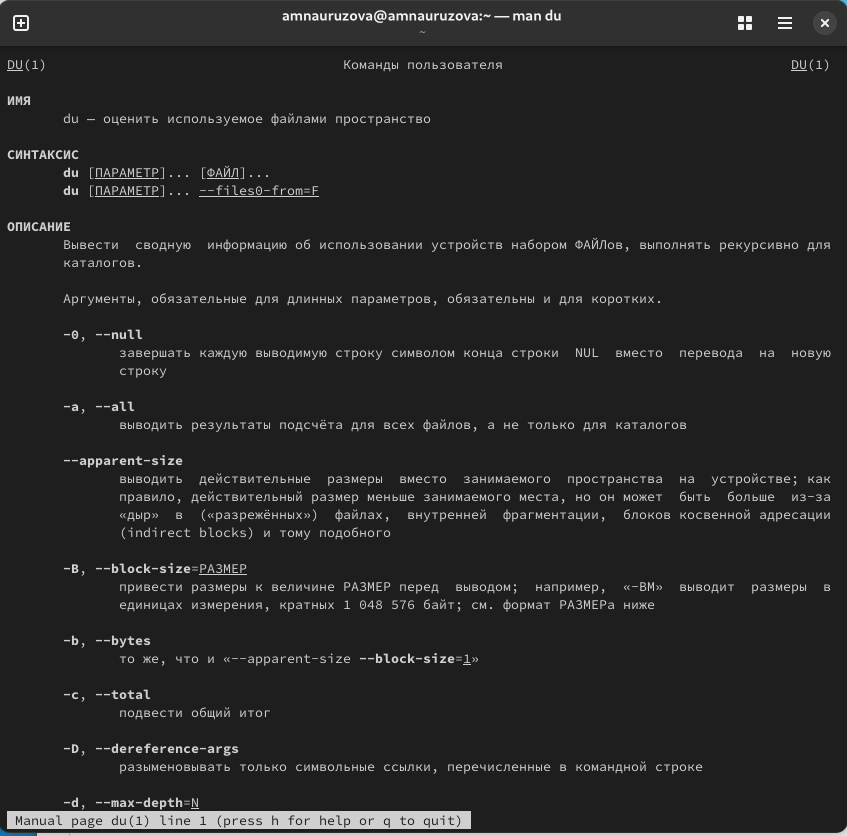 amnauruzova@amnauruzova:~ — man du
~
DU(1) Команды пользователя DU(1)
ИМЯ
du — оценить используемое файлами пространство
СИНТАКСИС
du [ПАРАМЕТР]... [ФАЙЛ]...
du [ПАРАМЕТР]... --files0-from=F
ОПИСАНИЕ
Вывести сводную информацию об использовании устройств набором ФАЙЛов, выполнять рекурсивно для
каталогов.
Аргументы, обязательные для длинных параметров, обязательны и для коротких.
-0, --null
завершать каждую выводимую строку символом конца строки NUL вместо перевода на новую
строку
-a, --all
выводить результаты подсчёта для всех файлов, а не только для каталогов
--apparent-size
выводить действительные размеры вместо занимаемого пространства на устройстве; как
правило, действительный размер меньше занимаемого места, но он может быть больше из-за
«дыр» в («разрежённых») файлах, внутренней фрагментации, блоков косвенной адресации
(indirect blocks) и тому подобного
-B, --block-size=РАЗМЕР
привести размеры к величине РАЗМЕР перед выводом; например, «-BM» выводит размеры в
единицах измерения, кратных 1 048 576 байт; см. формат РАЗМЕРа ниже
-b, --bytes
то же, что и «--apparent-size --block-size=1»
-c, --total
подвести общий итог
-D, --dereference-args
разыменовывать только символьные ссылки, перечисленные в командной строке
-d, --max-depth=N
Manual page du(1) line 1 (press h for help or q to quit)